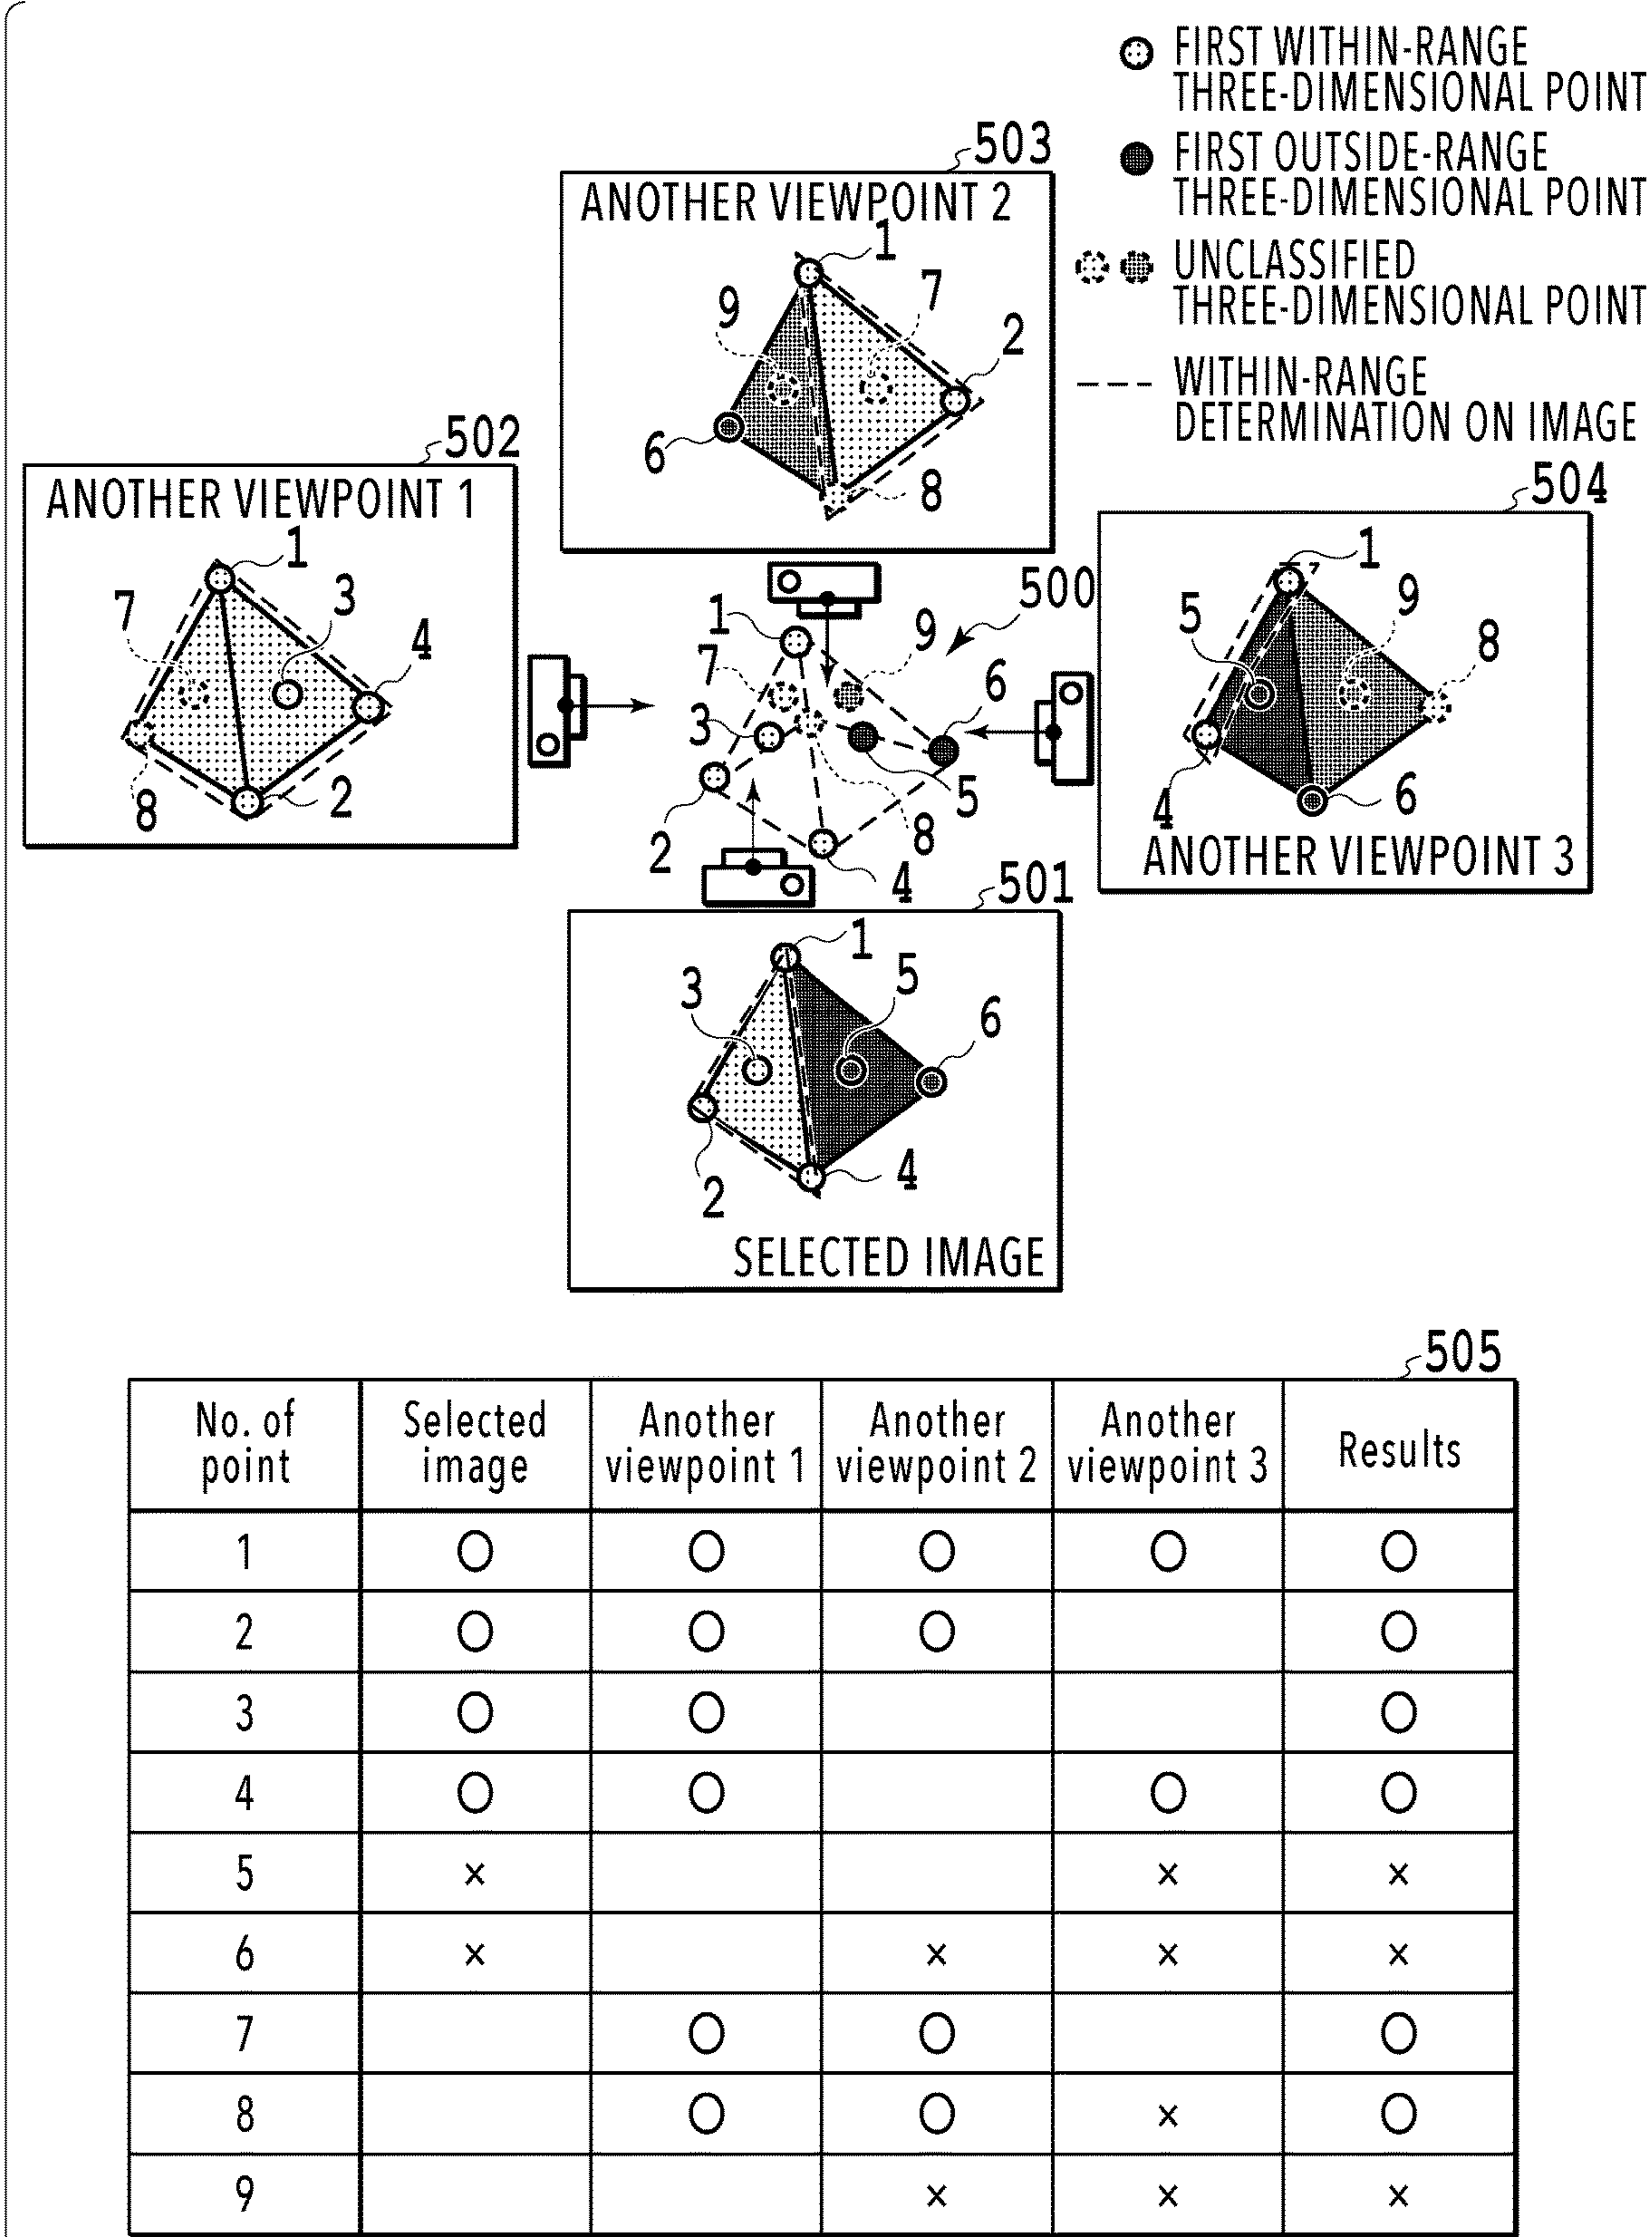 FIRST WITHIN-RANGE
THREE-DIMENSIONAL POINT
FIRST OUTSIDE-RANGE
THREE-DIMENSIONAL POINT
UNCLASSIFIED
THREE-DIMENSIONAL POINT
WITHIN-RANGE
DETERMINATION ON IMAGE
503
ANOTHER VIEWPOINT 2
1
7
9
2
6
8
502
ANOTHER VIEWPOINT 1
1
3
7
4
2
8
504
1
9
5
8
6
4
ANOTHER VIEWPOINT 3
500
1
9
7
6
3
5
8
2
4
501
1
5
3
6
4
2
SELECTED IMAGE
505
No. of point Selected image Another viewpoint 1 Another viewpoint 2 Another viewpoint 3 Results
1 ○ ○ ○ ○ ○
2 ○ ○ ○ ○
3 ○ ○ ○
4 ○ ○ ○ ○
5 × × ×
6 × × × ×
7 ○ ○ ○
8 ○ ○ × ○
9 × × ×